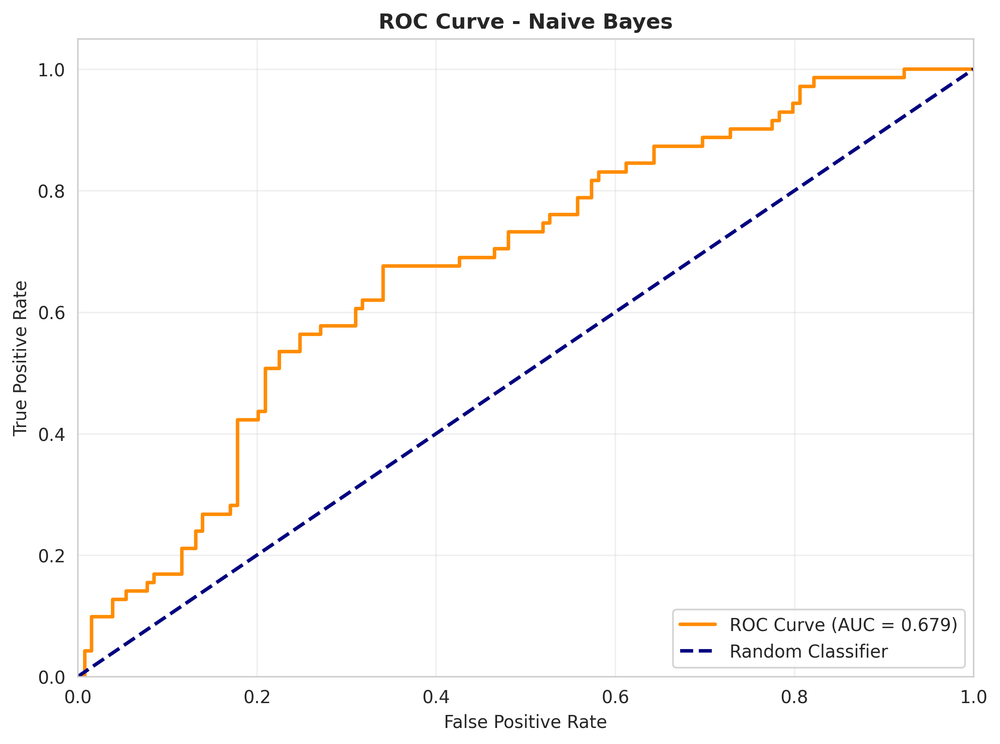 ROC Curve - Naive Bayes
True Positive Rate
1.0
0.8
0.6
0.4
0.2
0.0
0.0 0.2 0.4 0.6 0.8 1.0
False Positive Rate
ROC Curve (AUC = 0.679)
Random Classifier